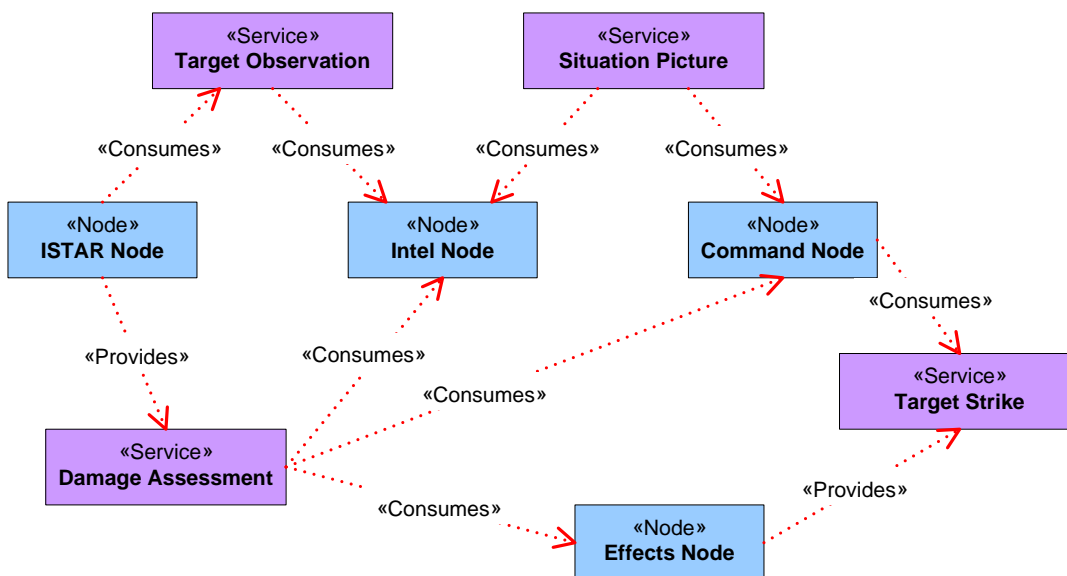 «Service»
Target Observation
«Service»
Situation Picture
«Consumes»
«Consumes»
«Consumes»
«Consumes»
«Node»
ISTAR Node
«Node»
Intel Node
«Node»
Command Node
«Consumes»
«Provides»
«Consumes»
«Consumes»
«Service»
Target Strike
«Service»
Damage Assessment
«Consumes»
«Provides»
«Node»
Effects Node